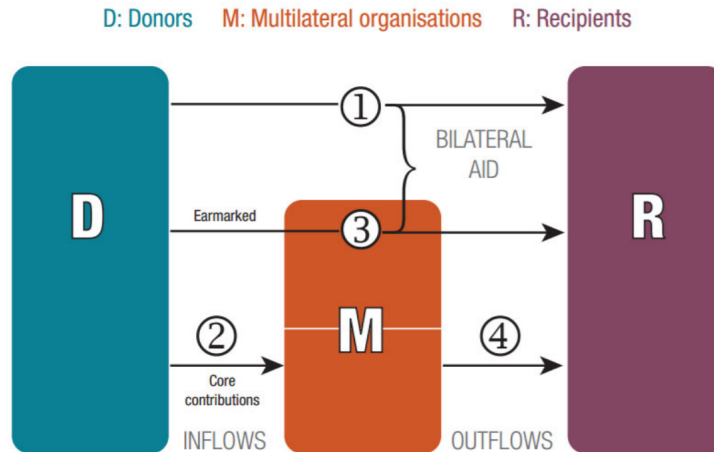 D: Donors M: Multilateral organisations R: Recipients
1
BILATERAL
AID
D
Earmarked
3
R
2
M
4
Core
contributions
INFLOWS
OUTFLOWS